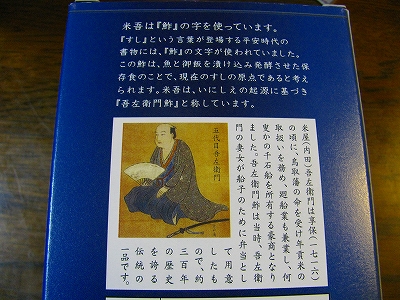 米吾は『鮓』の字を使っています。
『すし』という言葉が登場する平安時代の
書物には、『鮓』の文字が使われていました。
この鮓は、魚と御飯を漬け込み発酵させた保
存食のことで、現在のすしの原点であると考え
られます。米吾は、いにしえの起源に基づき
『吾左衛門鮓』と称しています。
米屋(内田)吾左衛門は享保(一七一六)
の頃に、鳥取藩の命を受け年貢米の
取扱いを務め、廻船業も兼業し、何
隻かの千石船を所有する豪商となり
ました。吾左衛門鮓は当時、吾左衛
門の妻女が船子のために弁当とし
て用意
したも
ので、約
三百年
の歴史
を誇る
伝統の
一品です。
五代目吾左衛門